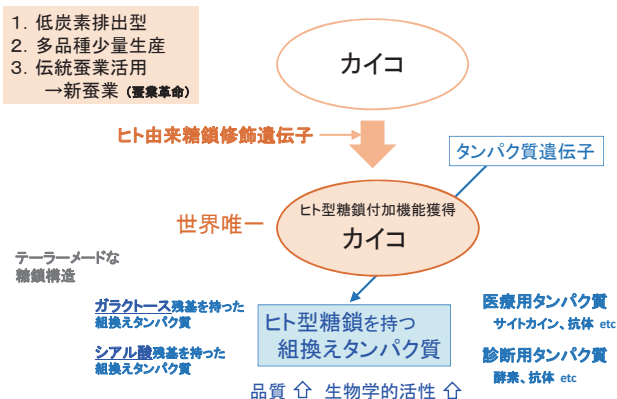 1. 低炭素排出型
2. 多品種少量生産
3. 伝統蚕業活用
→新蚕業 (蚕業革命)
カイコ
ヒト由来糖鎖修飾遺伝子
タンパク質遺伝子
世界唯一
ヒト型糖鎖付加機能獲得
カイコ
テーラーメードな
糖鎖構造
ガラクトース残基を持った
組換えタンパク質
シアル酸残基を持った
組換えタンパク質
ヒト型糖鎖を持つ
組換えタンパク質
医療用タンパク質
サイトカイン、抗体 etc
診断用タンパク質
酵素、抗体 etc
品質 ⇧ 生物学的活性 ⇧